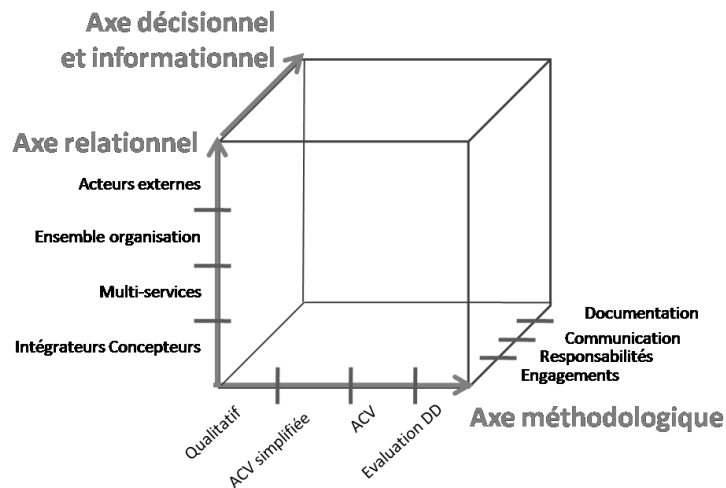 Axe décisionnel
et informationnel
Axe relationnel
Acteurs externes
Ensemble organisation
Multi-services
Intégrateurs Concepteurs
Documentation
Communication
Responsabilités
Engagements
Axe méthodologique
Qualitatif
ACV simplifiée
ACV
Evaluation DD